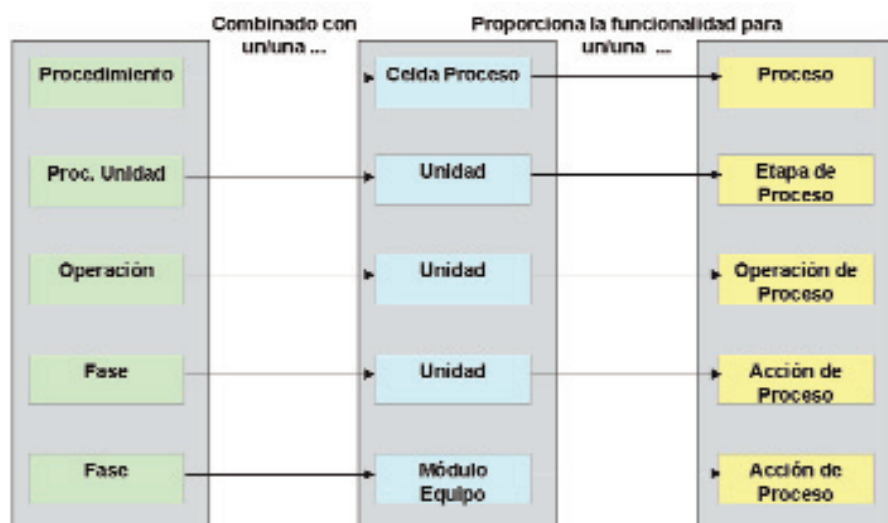 Combinado con
un/una ...
Proporciona la funcionalidad para
un/una ...
Procedimiento
Celda Proceso
Proceso
Proc. Unidad
Unidad
Etapa de
Proceso
Operación
Unidad
Operación de
Proceso
Fase
Unidad
Acción de
Proceso
Fase
Módulo
Equipo
Acción de
Proceso